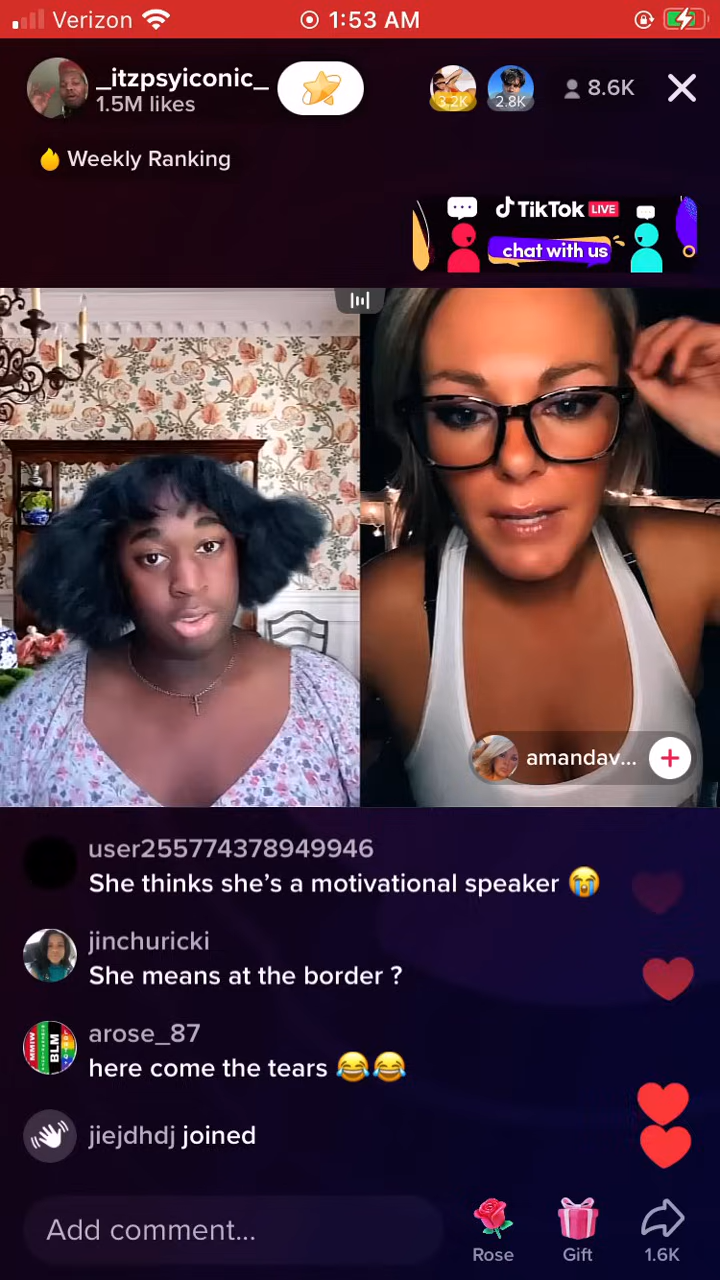 Verizon 1:53 AM
_itzpsyiconic_
1.5M likes
3.2K 2.8K 8.6K
Weekly Ranking
TikTok LIVE
chat with us
amandav...
user255774378949946
She thinks she’s a motivational speaker 😭
jinchuricki
She means at the border ?
arose_87
MMIW BLM
here come the tears 😂😂
jiejdhdj joined
Add comment...
Rose Gift 1.6K